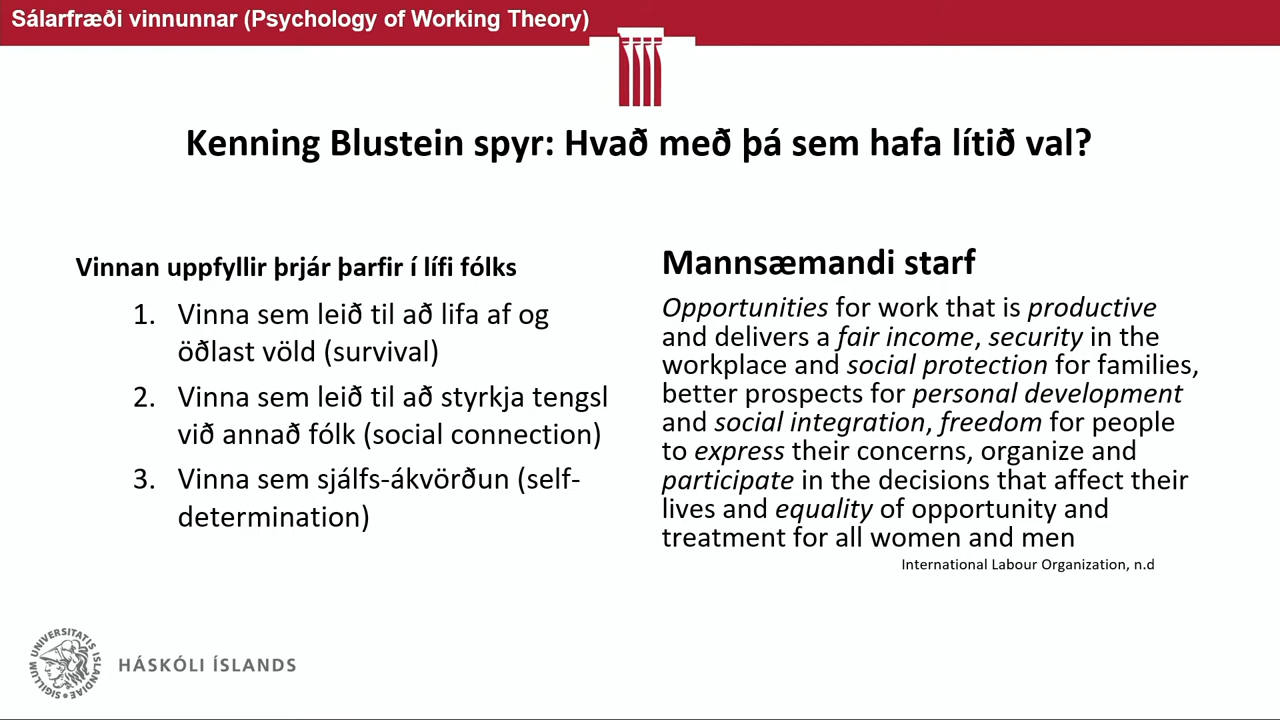 Sálarfræði vinnunnar (Psychology of Working Theory)
Kenning Blustein spyr: Hvað með þá sem hafa lítið val?
Vinnan uppfyllir þrjár þarfir í lífi fólks
1. Vinna sem leið til að lifa af og
öðlast völd (survival)
2. Vinna sem leið til að styrkja tengsl
við annað fólk (social connection)
3. Vinna sem sjálfs-ákvörðun (self-
determination)
Mannsæmandi starf
Opportunities for work that is productive
and delivers a fair income, security in the
workplace and social protection for families,
better prospects for personal development
and social integration, freedom for people
to express their concerns, organize and
participate in the decisions that affect their
lives and equality of opportunity and
treatment for all women and men
International Labour Organization, n.d
SIGILLUM UNIVERSITATIS ISLANDIAE
HÁSKÓLI ÍSLANDS